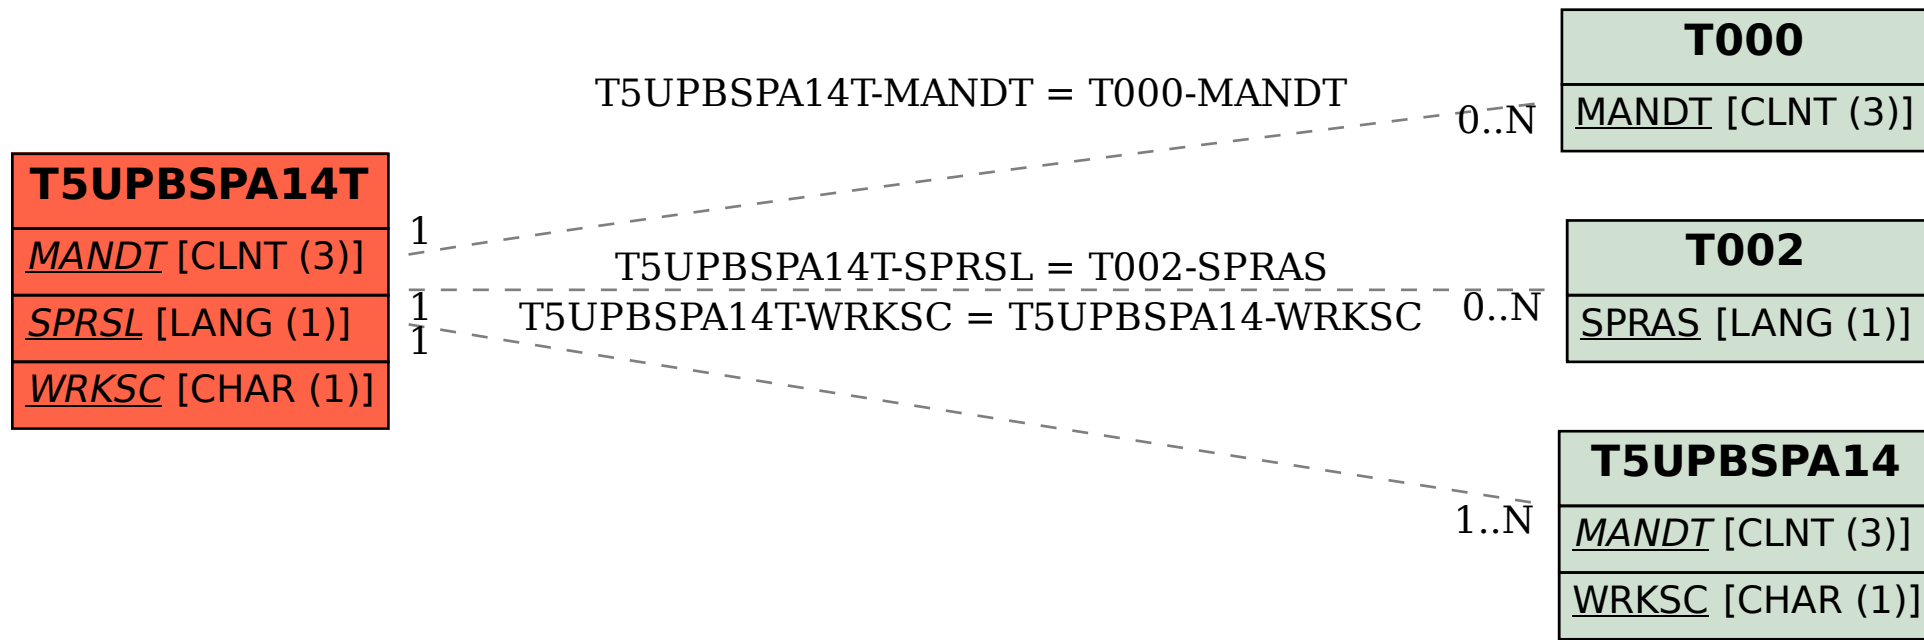 T5UPBSPA14T
MANDT [CLNT (3)]
SPRSL [LANG (1)]
WRKSC [CHAR (1)]
T5UPBSPA14T-MANDT = T000-MANDT
1
0..N
T5UPBSPA14T-SPRSL = T002-SPRAS
1
0..N
T5UPBSPA14T-WRKSC = T5UPBSPA14-WRKSC
1
1..N
T000
MANDT [CLNT (3)]
T002
SPRAS [LANG (1)]
T5UPBSPA14
MANDT [CLNT (3)]
WRKSC [CHAR (1)]